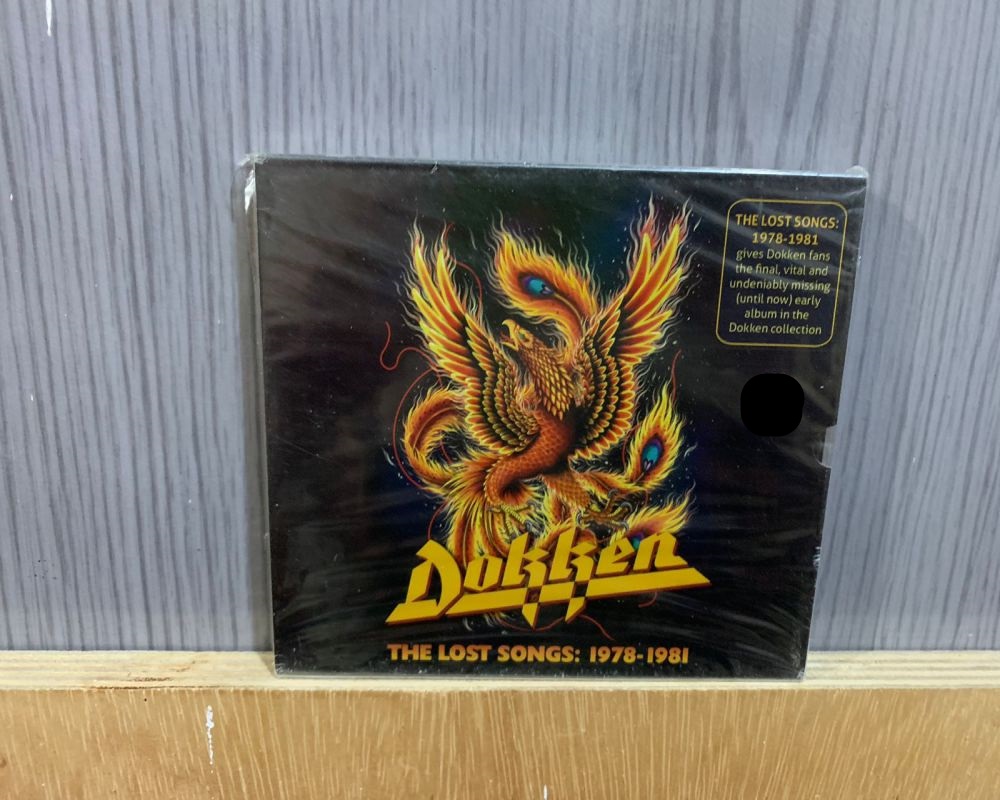 THE LOST SONGS:
1978-1981
gives Dokken fans
the final, vital and
undeniably missing
(until now) early
album in the
Dokken collection
Dokken
THE LOST SONGS: 1978-1981